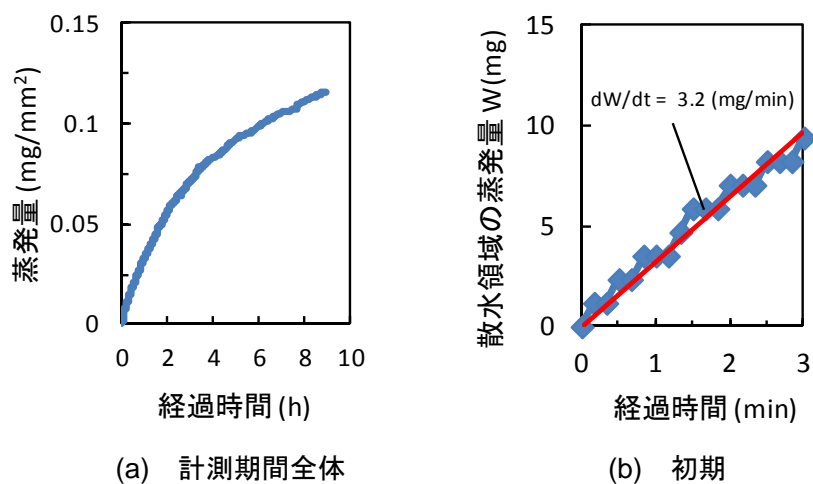 0.15
0.1
0.05
0
蒸発量 (mg/mm²)
0 2 4 6 8 10
経過時間 (h)
(a) 計測期間全体
15
10
5
0
散水領域の蒸発量 W(mg)
dW/dt = 3.2 (mg/min)
0 1 2 3
経過時間 (min)
(b) 初期